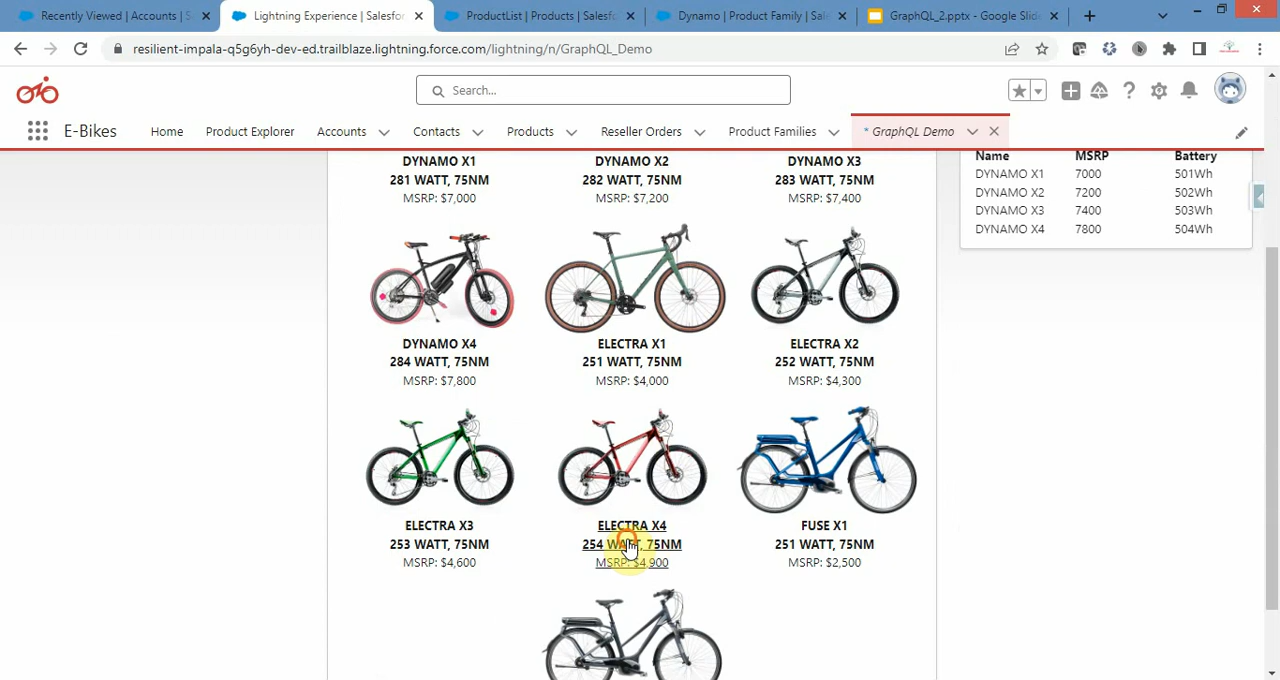 Recently Viewed | Accounts | S
Lightning Experience | Salesfor
ProductList | Products | Salesfo
Dynamo | Product Family | Sale
GraphQL_2.pptx - Google Slide
resilient-impala-q5g6yh-dev-ed.trailblaze.lightning.force.com/lightning/n/GraphQL_Demo
Search...
E-Bikes
Home
Product Explorer
Accounts
Contacts
Products
Reseller Orders
Product Families
* GraphQL Demo
DYNAMO X1
281 WATT, 75NM
MSRP: $7,000
DYNAMO X2
282 WATT, 75NM
MSRP: $7,200
DYNAMO X3
283 WATT, 75NM
MSRP: $7,400
Name MSRP Battery
DYNAMO X1 7000 501Wh
DYNAMO X2 7200 502Wh
DYNAMO X3 7400 503Wh
DYNAMO X4 7800 504Wh
DYNAMO X4
284 WATT, 75NM
MSRP: $7,800
ELECTRA X1
251 WATT, 75NM
MSRP: $4,000
ELECTRA X2
252 WATT, 75NM
MSRP: $4,300
ELECTRA X3
253 WATT, 75NM
MSRP: $4,600
ELECTRA X4
254 WATT, 75NM
MSRP: $4,900
FUSE X1
251 WATT, 75NM
MSRP: $2,500